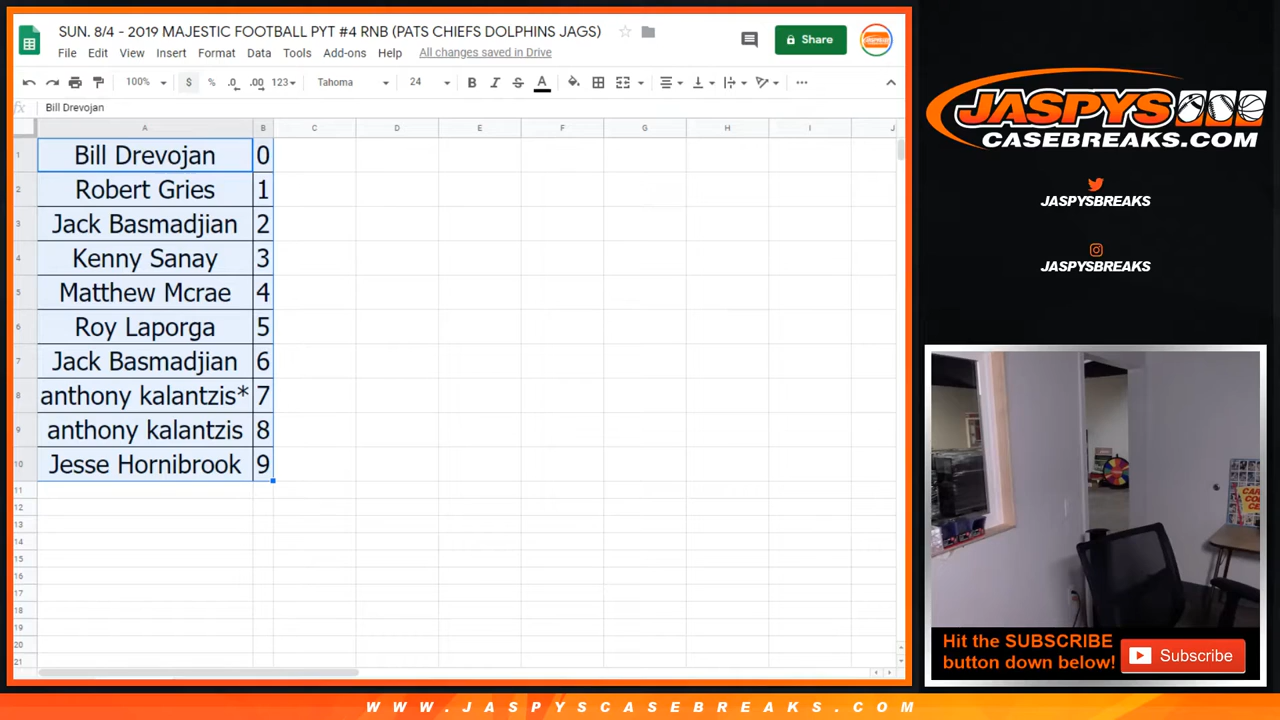 SUN. 8/4 - 2019 MAJESTIC FOOTBALL PYT #4 RNB (PATS CHIEFS DOLPHINS JAGS)
File Edit View Insert Format Data Tools Add-ons Help All changes saved in Drive
Share
100% $ % .0 .00 123 Tahoma 24 B I S A
fx Bill Drevojan
A B C D E F G H I J
1 Bill Drevojan 0
2 Robert Gries 1
3 Jack Basmadjian 2
4 Kenny Sanay 3
5 Matthew Mcrae 4
6 Roy Laporga 5
7 Jack Basmadjian 6
8 anthony kalantzis* 7
9 anthony kalantzis 8
10 Jesse Hornibrook 9
11
12
13
14
15
16
17
18
19
20
21
JASPYS
CASEBREAKS.COM
JASPYSBREAKS
JASPYSBREAKS
Hit the SUBSCRIBE
button down below!
Subscribe
WWW.JASPYSCASEBREAKS.COM